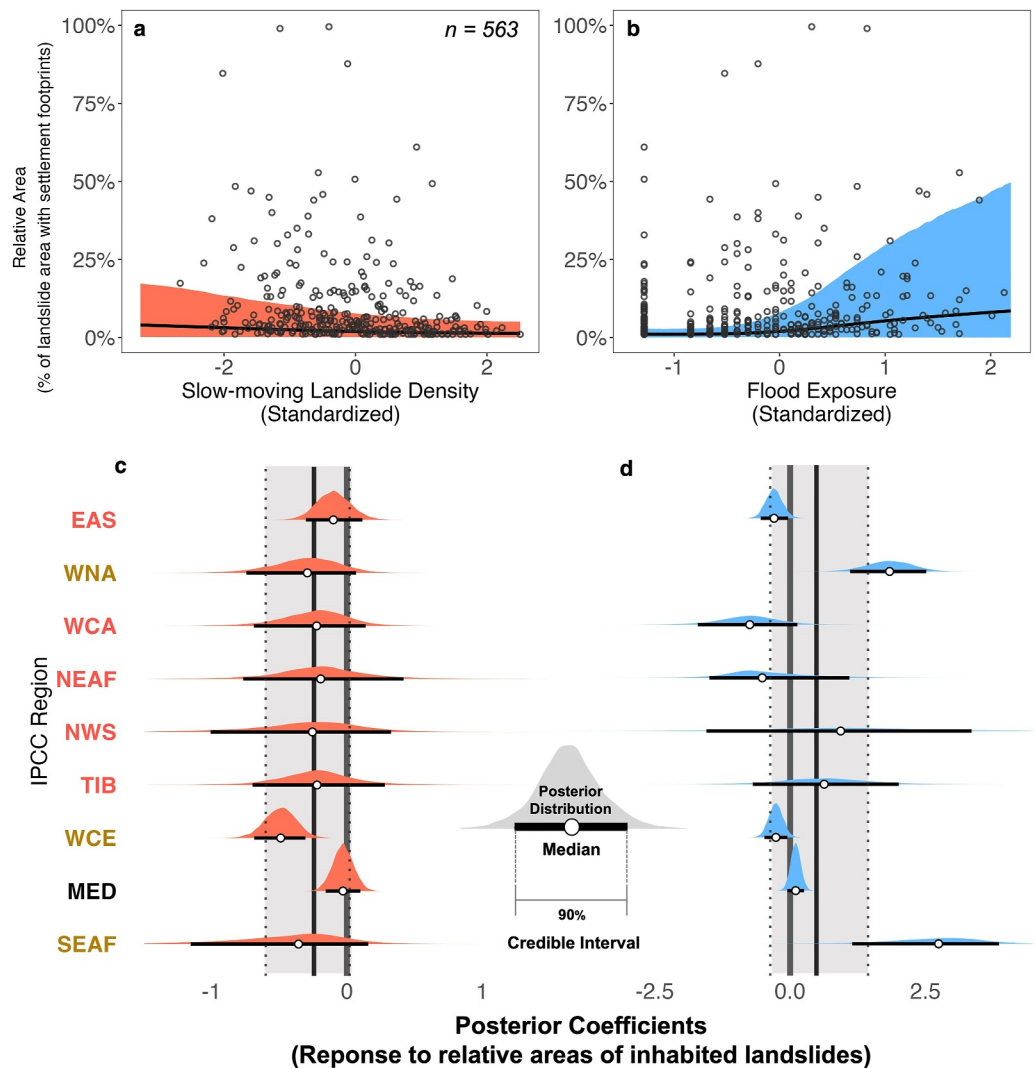 a
n = 563
b
Relative Area
(% of landslide area with settlement footprints)
100%
75%
50%
25%
0%
-2
0
2
Slow-moving Landslide Density
(Standardized)
100%
75%
50%
25%
0%
-1
0
1
2
Flood Exposure
(Standardized)
c
d
IPCC Region
EAS
WNA
WCA
NEAF
NWS
TIB
WCE
MED
SEAF
Posterior
Distribution
Median
90%
Credible Interval
-1
0
1
-2.5
0.0
2.5
Posterior Coefficients
(Reponse to relative areas of inhabited landslides)